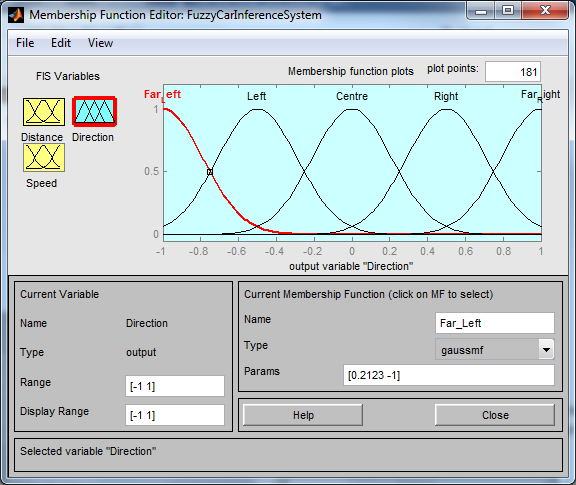 Membership Function Editor: FuzzyCarInferenceSystem
File Edit View
FIS Variables
Distance
Direction
Speed
Membership function plots
plot points:
181
Far_Left
Left
Centre
Right
Far_Right
1
0.5
0
-1 -0.8 -0.6 -0.4 -0.2 0 0.2 0.4 0.6 0.8 1
output variable "Direction"
Current Variable
Name Direction
Type output
Range [-1 1]
Display Range [-1 1]
Current Membership Function (click on MF to select)
Name Far_Left
Type gaussmf
Params [0.2123 -1]
Help Close
Selected variable "Direction"